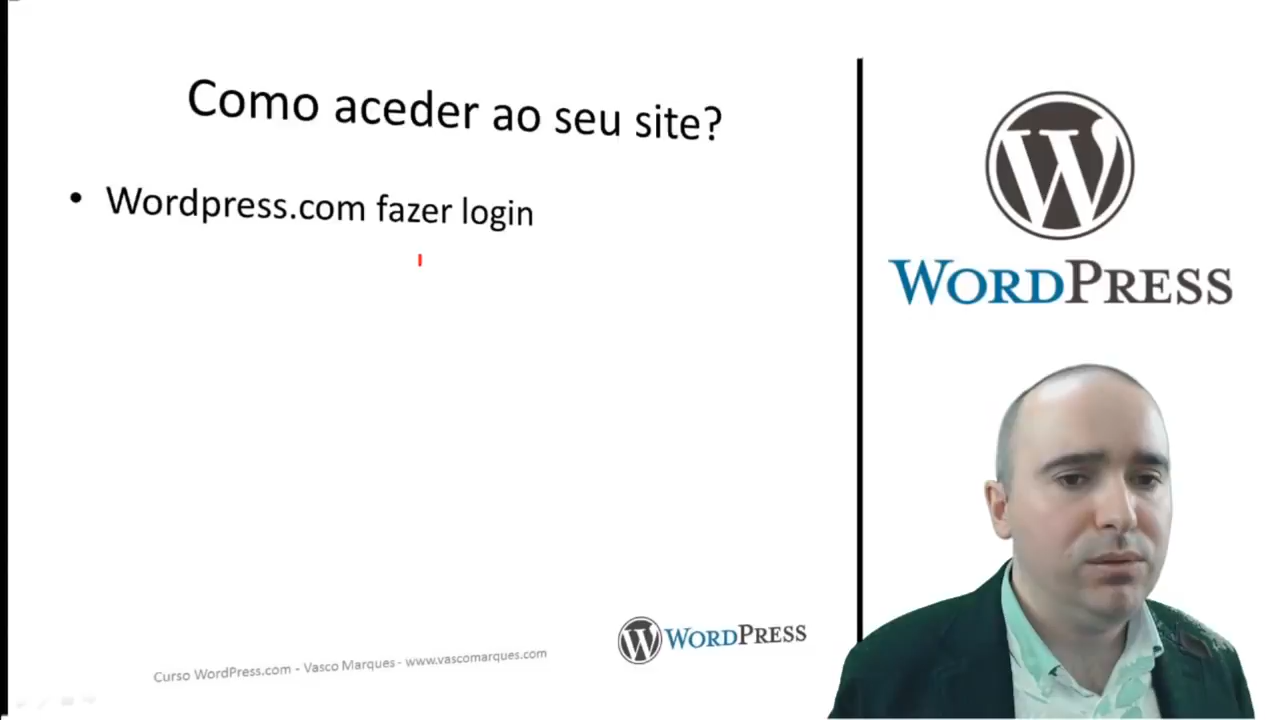 Como aceder ao seu site?
• Wordpress.com fazer login
WORDPRESS
WORDPRESS
Curso WordPress.com - Vasco Marques - www.vascomarques.com